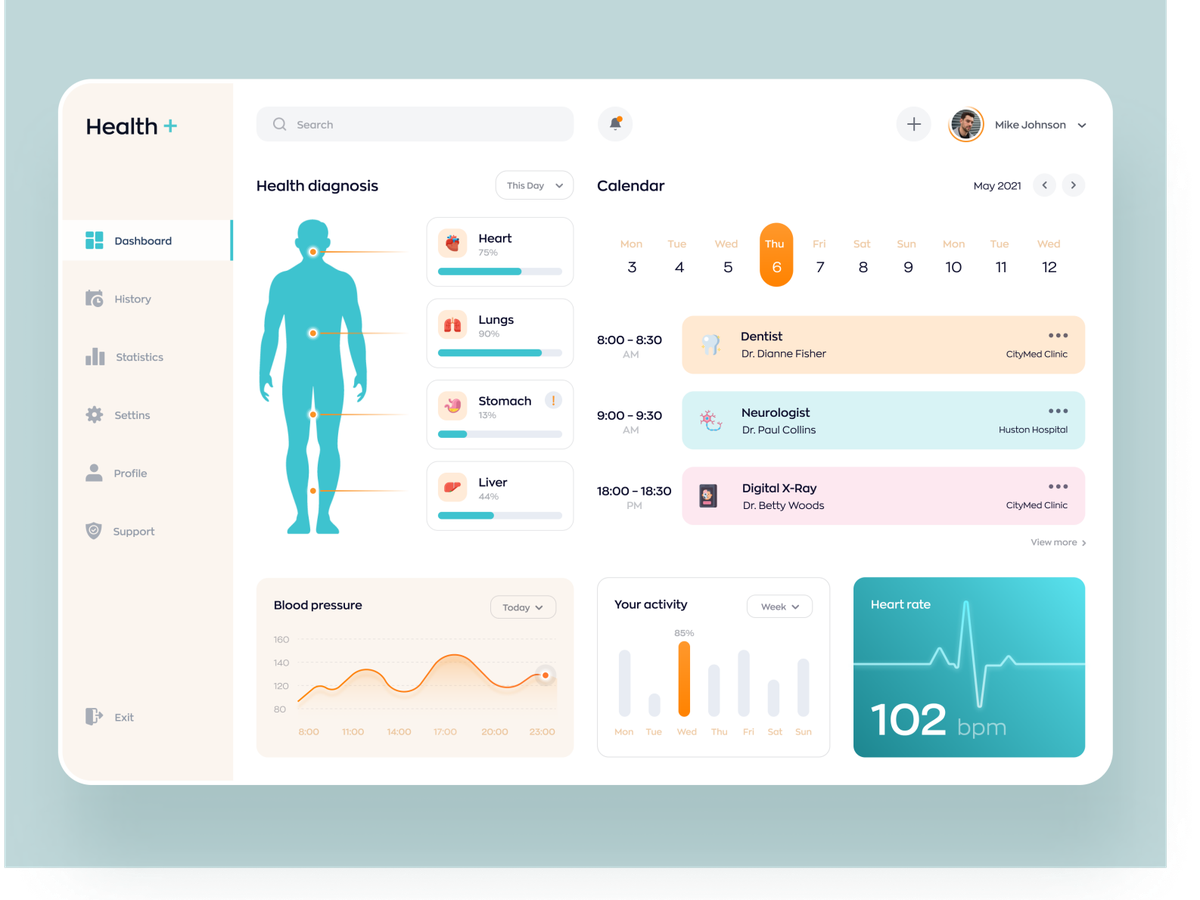 Health +
Search
Mike Johnson
Dashboard
History
Statistics
Settins
Profile
Support
Exit
Health diagnosis
This Day
Heart
75%
Lungs
90%
Stomach
!
13%
Liver
44%
Calendar
May 2021
Mon Tue Wed Thu Fri Sat Sun Mon Tue Wed
3 4 5 6 7 8 9 10 11 12
8:00 - 8:30
AM
Dentist
Dr. Dianne Fisher
CityMed Clinic
9:00 - 9:30
AM
Neurologist
Dr. Paul Collins
Huston Hospital
18:00 - 18:30
PM
Digital X-Ray
Dr. Betty Woods
CityMed Clinic
View more
Blood pressure
Today
160
140
120
80
8:00 11:00 14:00 17:00 20:00 23:00
Your activity
Week
85%
Mon Tue Wed Thu Fri Sat Sun
Heart rate
102 bpm